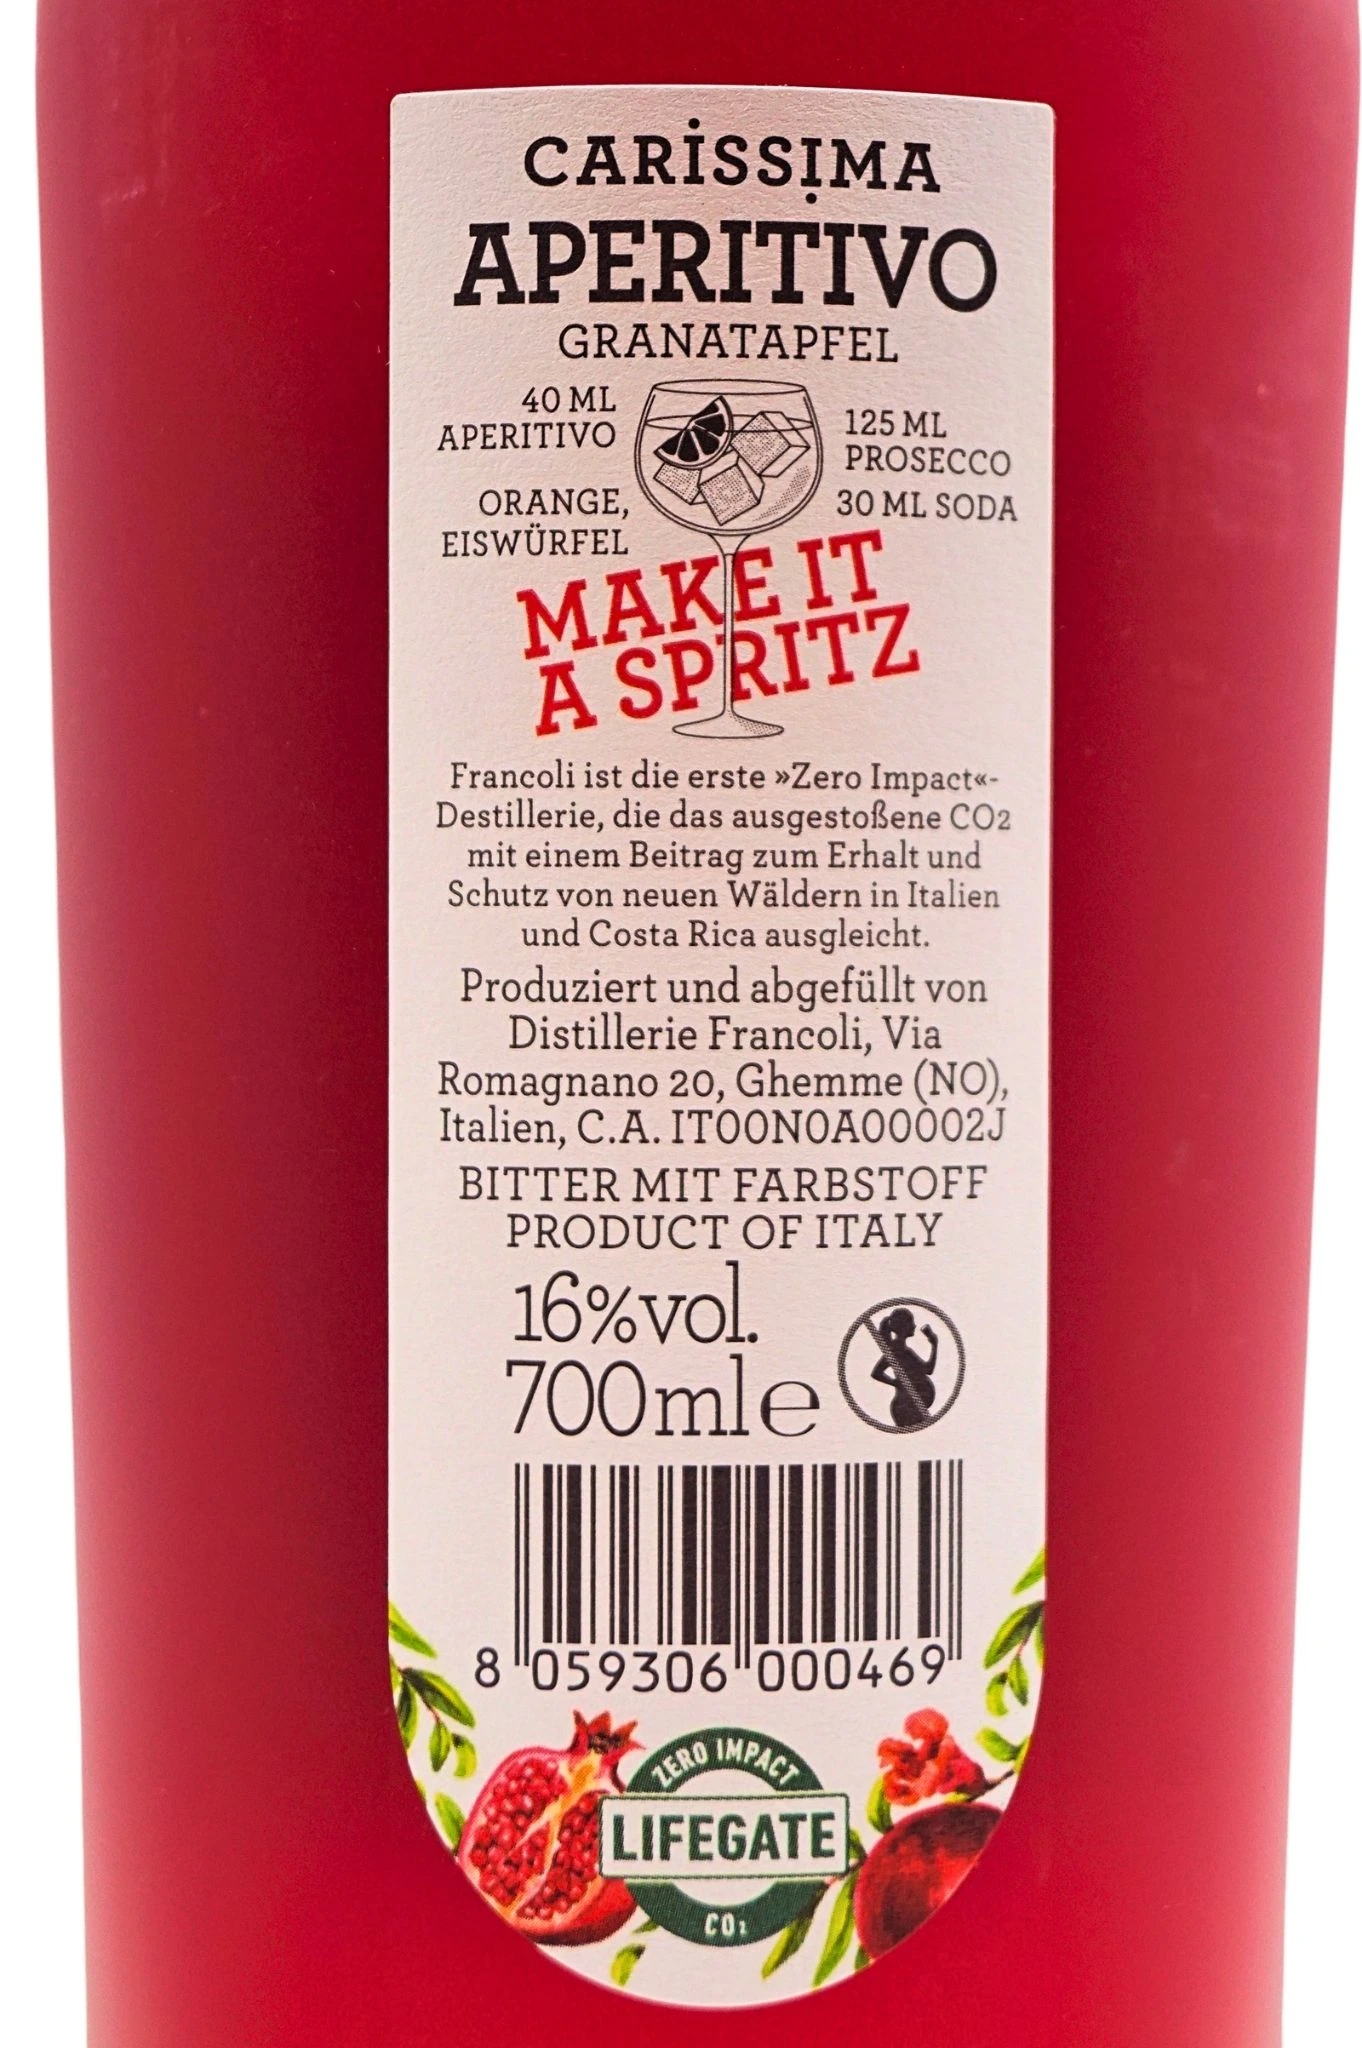 CARISSIMA
APERITIVO
GRANATAPFEL
40 ML
APERITIVO
ORANGE,
EISWÜRFEL
125 ML
PROSECCO
30 ML SODA
MAKE IT
A SPRITZ
Francoli ist die erste »Zero Impact«-
Destillerie, die das ausgestoßene CO2
mit einem Beitrag zum Erhalt und
Schutz von neuen Wäldern in Italien
und Costa Rica ausgleicht.
Produziert und abgefüllt von
Distillerie Francoli, Via
Romagnano 20, Ghemme (NO),
Italien, C.A. IT00N0A00002J
BITTER MIT FARBSTOFF
PRODUCT OF ITALY
16%vol.
700ml e
8 059306 000469
ZERO IMPACT
LIFEGATE
CO2